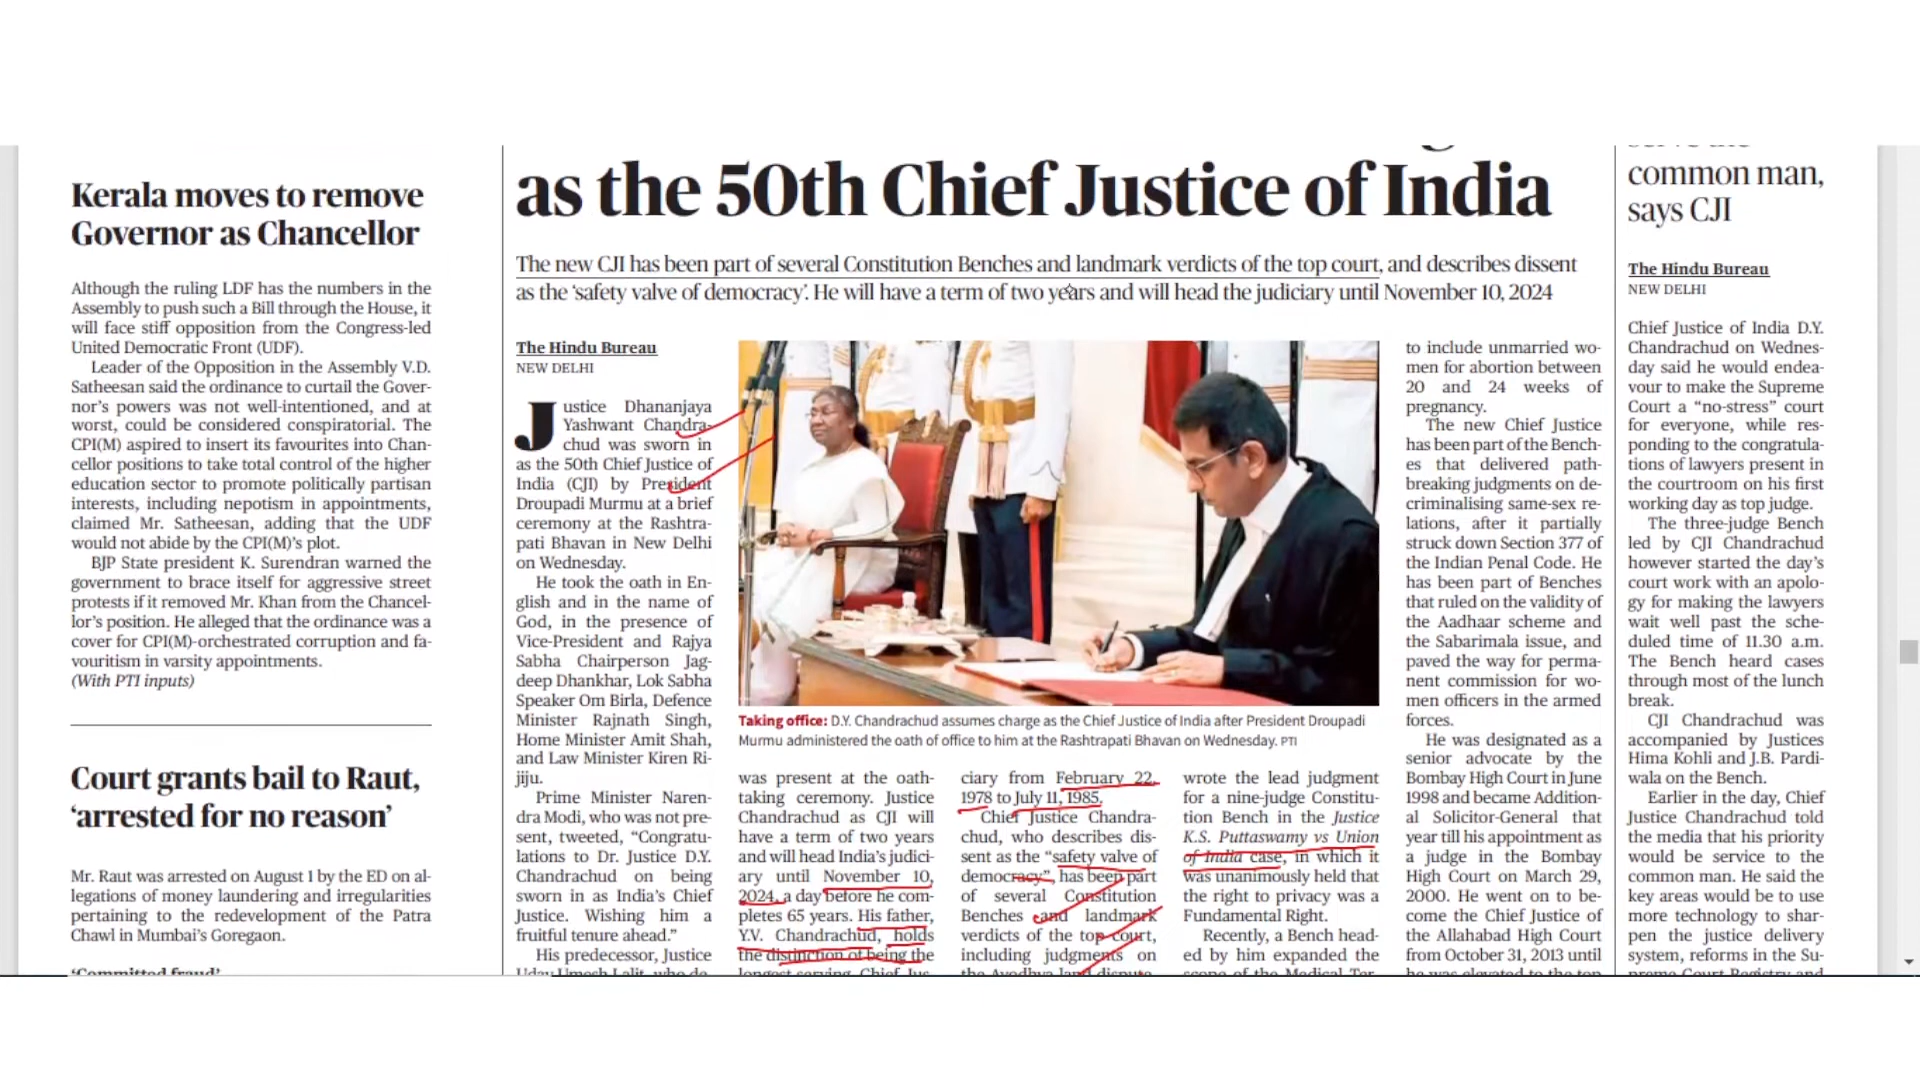 Kerala moves to remove
Governor as Chancellor
Although the ruling LDF has the numbers in the
Assembly to push such a Bill through the House, it
will face stiff opposition from the Congress-led
United Democratic Front (UDF).
Leader of the Opposition in the Assembly V.D.
Satheesan said the ordinance to curtail the Gover-
nor's powers was not well-intentioned, and at
worst, could be considered conspiratorial. The
CPI(M) aspired to insert its favourites into Chan-
cellor positions to take total control of the higher
education sector to promote politically partisan
interests, including nepotism in appointments,
claimed Mr. Satheesan, adding that the UDF
would not abide by the CPI(M)'s plot.
BJP State president K. Surendran warned the
government to brace itself for aggressive street
protests if it removed Mr. Khan from the Chancel-
lor's position. He alleged that the ordinance was a
cover for CPI(M)-orchestrated corruption and fa-
vouritism in varsity appointments.
(With PTI inputs)
Court grants bail to Raut,
'arrested for no reason'
Mr. Raut was arrested on August 1 by the ED on al-
legations of money laundering and irregularities
pertaining to the redevelopment of the Patra
Chawl in Mumbai's Goregaon.
'Committed fraud'
as the 50th Chief Justice of India
The new CJI has been part of several Constitution Benches and landmark verdicts of the top court, and describes dissent
as the 'safety valve of democracy'. He will have a term of two years and will head the judiciary until November 10, 2024
The Hindu Bureau
NEW DELHI
Justice Dhananjaya
Yashwant Chandra-
chud was sworn in
as the 50th Chief Justice of
India (CJI) by President
Droupadi Murmu at a brief
ceremony at the Rashtra-
pati Bhavan in New Delhi
on Wednesday.
He took the oath in En-
glish and in the name of
God, in the presence of
Vice-President and Rajya
Sabha Chairperson Jag-
deep Dhankhar, Lok Sabha
Speaker Om Birla, Defence
Minister Rajnath Singh,
Home Minister Amit Shah,
and Law Minister Kiren Ri-
jiju.
Prime Minister Naren-
dra Modi, who was not pre-
sent, tweeted, "Congratu-
lations to Dr. Justice D.Y.
Chandrachud on being
sworn in as India's Chief
Justice. Wishing him a
fruitful tenure ahead."
His predecessor, Justice
Uday Umesh Lalit, who de-
Taking office: D.Y. Chandrachud assumes charge as the Chief Justice of India after President Droupadi
Murmu administered the oath of office to him at the Rashtrapati Bhavan on Wednesday. PTI
was present at the oath-
taking ceremony. Justice
Chandrachud as CJI will
have a term of two years
and will head India's judici-
ary until November 10,
2024, a day before he com-
pletes 65 years. His father,
Y.V. Chandrachud, holds
the distinction of being the
longest serving Chief Jus-
ciary from February 22,
1978 to July 11, 1985.
Chief Justice Chandra-
chud, who describes dis-
sent as the "safety valve of
democracy", has been part
of several Constitution
Benches and landmark
verdicts of the top court,
including judgments on
the Ayodhya land dispute,
wrote the lead judgment
for a nine-judge Constitu-
tion Bench in the Justice
K.S. Puttaswamy vs Union
of India case, in which it
was unanimously held that
the right to privacy was a
Fundamental Right.
Recently, a Bench head-
ed by him expanded the
scope of the Medical Ter-
to include unmarried wo-
men for abortion between
20 and 24 weeks of
pregnancy.
The new Chief Justice
has been part of the Bench-
es that delivered path-
breaking judgments on de-
criminalising same-sex re-
lations, after it partially
struck down Section 377 of
the Indian Penal Code. He
has been part of Benches
that ruled on the validity of
the Aadhaar scheme and
the Sabarimala issue, and
paved the way for perma-
nent commission for wo-
men officers in the armed
forces.
He was designated as a
senior advocate by the
Bombay High Court in June
1998 and became Addition-
al Solicitor-General that
year till his appointment as
a judge in the Bombay
High Court on March 29,
2000. He went on to be-
come the Chief Justice of
the Allahabad High Court
from October 31, 2013 until
he was elevated to the top
common man,
says CJI
The Hindu Bureau
NEW DELHI
Chief Justice of India D.Y.
Chandrachud on Wednes-
day said he would endea-
vour to make the Supreme
Court a "no-stress" court
for everyone, while res-
ponding to the congratula-
tions of lawyers present in
the courtroom on his first
working day as top judge.
The three-judge Bench
led by CJI Chandrachud
however started the day's
court work with an apolo-
gy for making the lawyers
wait well past the sche-
duled time of 11.30 a.m.
The Bench heard cases
through most of the lunch
break.
CJI Chandrachud was
accompanied by Justices
Hima Kohli and J.B. Pardi-
wala on the Bench.
Earlier in the day, Chief
Justice Chandrachud told
the media that his priority
would be service to the
common man. He said the
key areas would be to use
more technology to shar-
pen the justice delivery
system, reforms in the Su-
preme Court Registry and